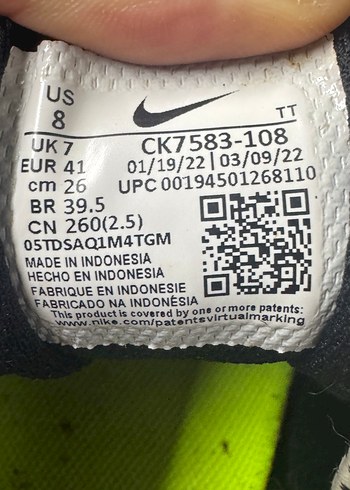 US
8
TT
UK 7
CK7583-108
EUR 41
01/19/22 | 03/09/22
cm 26
UPC 00194501268110
BR 39.5
CN 260(2.5)
05TDSAQ1M4TGM
MADE IN INDONESIA
HECHO EN INDONESIA
FABRIQUE EN INDONESIE
FABRICADO NA INDONÉSIA
This product is covered by one or more patents:
www.nike.com/patentsvirtualmarking